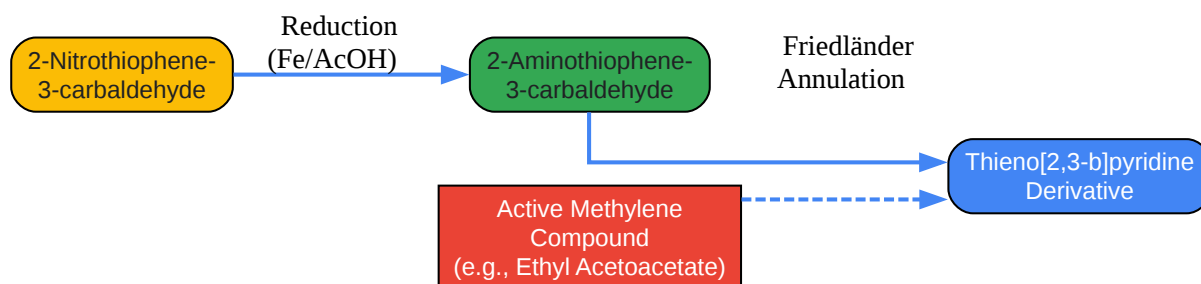 Reduction
(Fe/AcOH)
2-Nitrothiophene-
3-carbaldehyde
2-Aminothiophene-
3-carbaldehyde
Friedländer
Annulation
Thieno[2,3-b]pyridine
Derivative
Active Methylene
Compound
(e.g., Ethyl Acetoacetate)